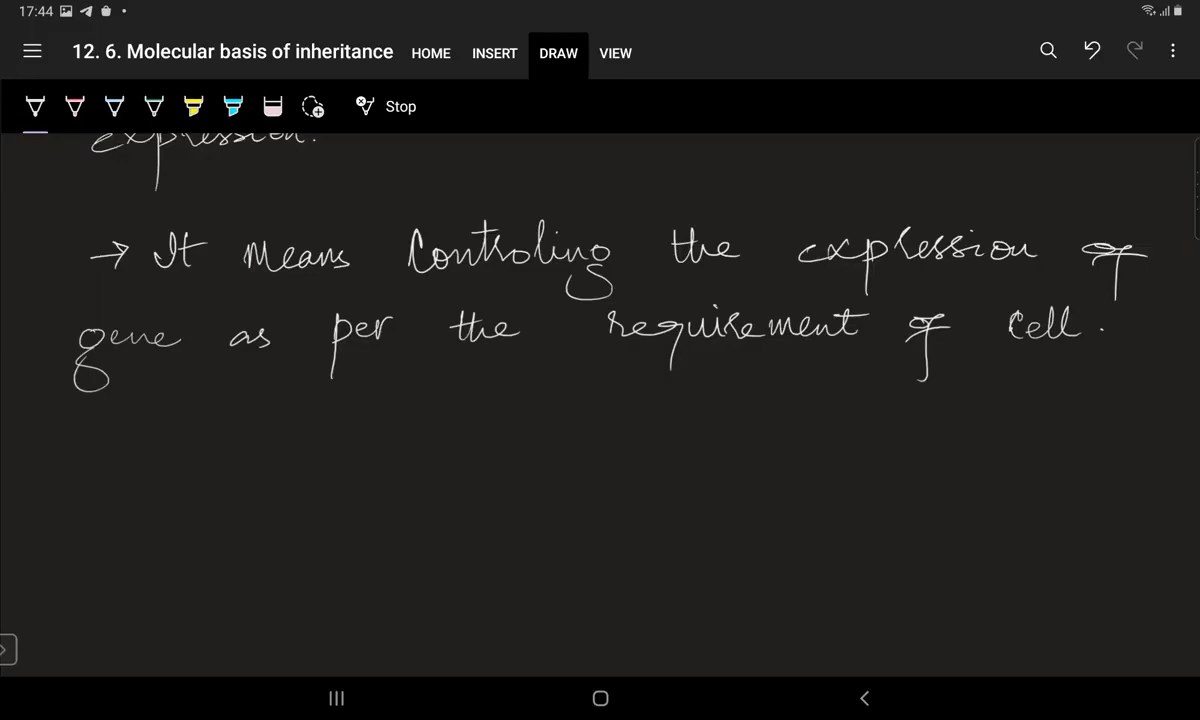 17:44
12. 6. Molecular basis of inheritance HOME INSERT DRAW VIEW
Stop
expression.
→ It Means Controling the expression of
gene as per the requirement of Cell.